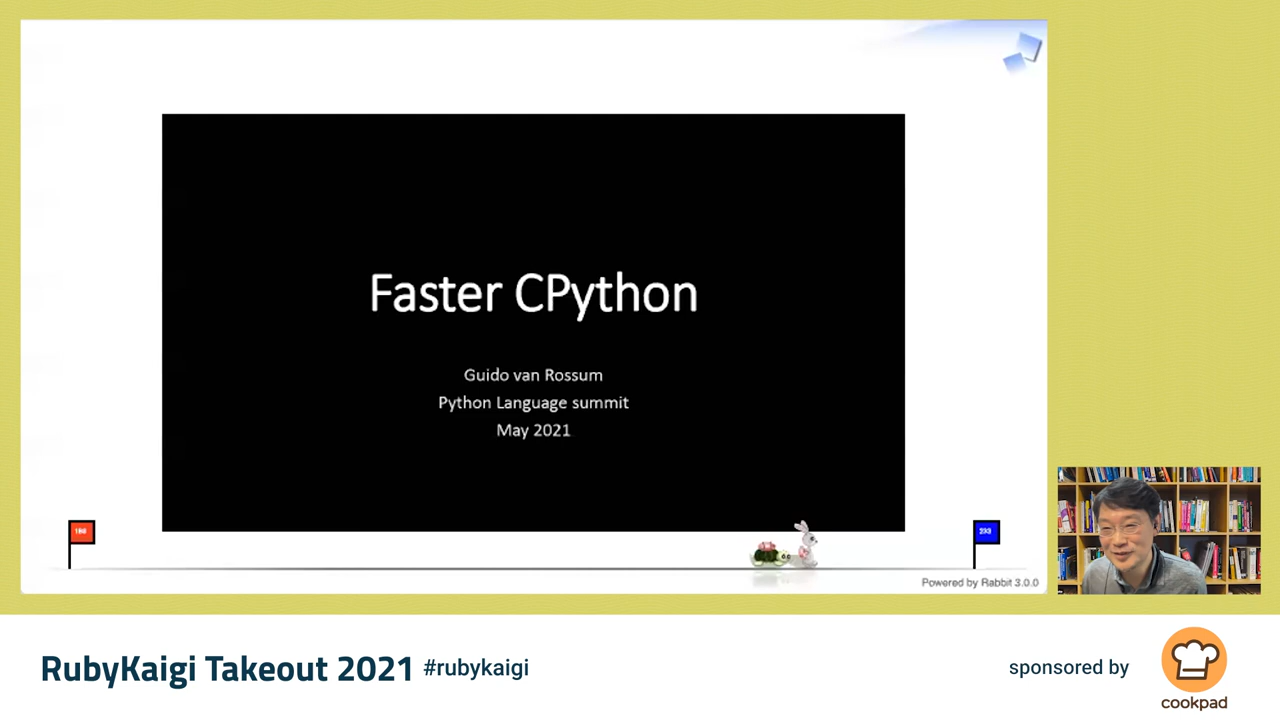 Faster CPython
Guido van Rossum
Python Language summit
May 2021
Powered by Rabbit 3.0.0
RubyKaigi Takeout 2021 #rubykaigi
sponsored by
cookpad